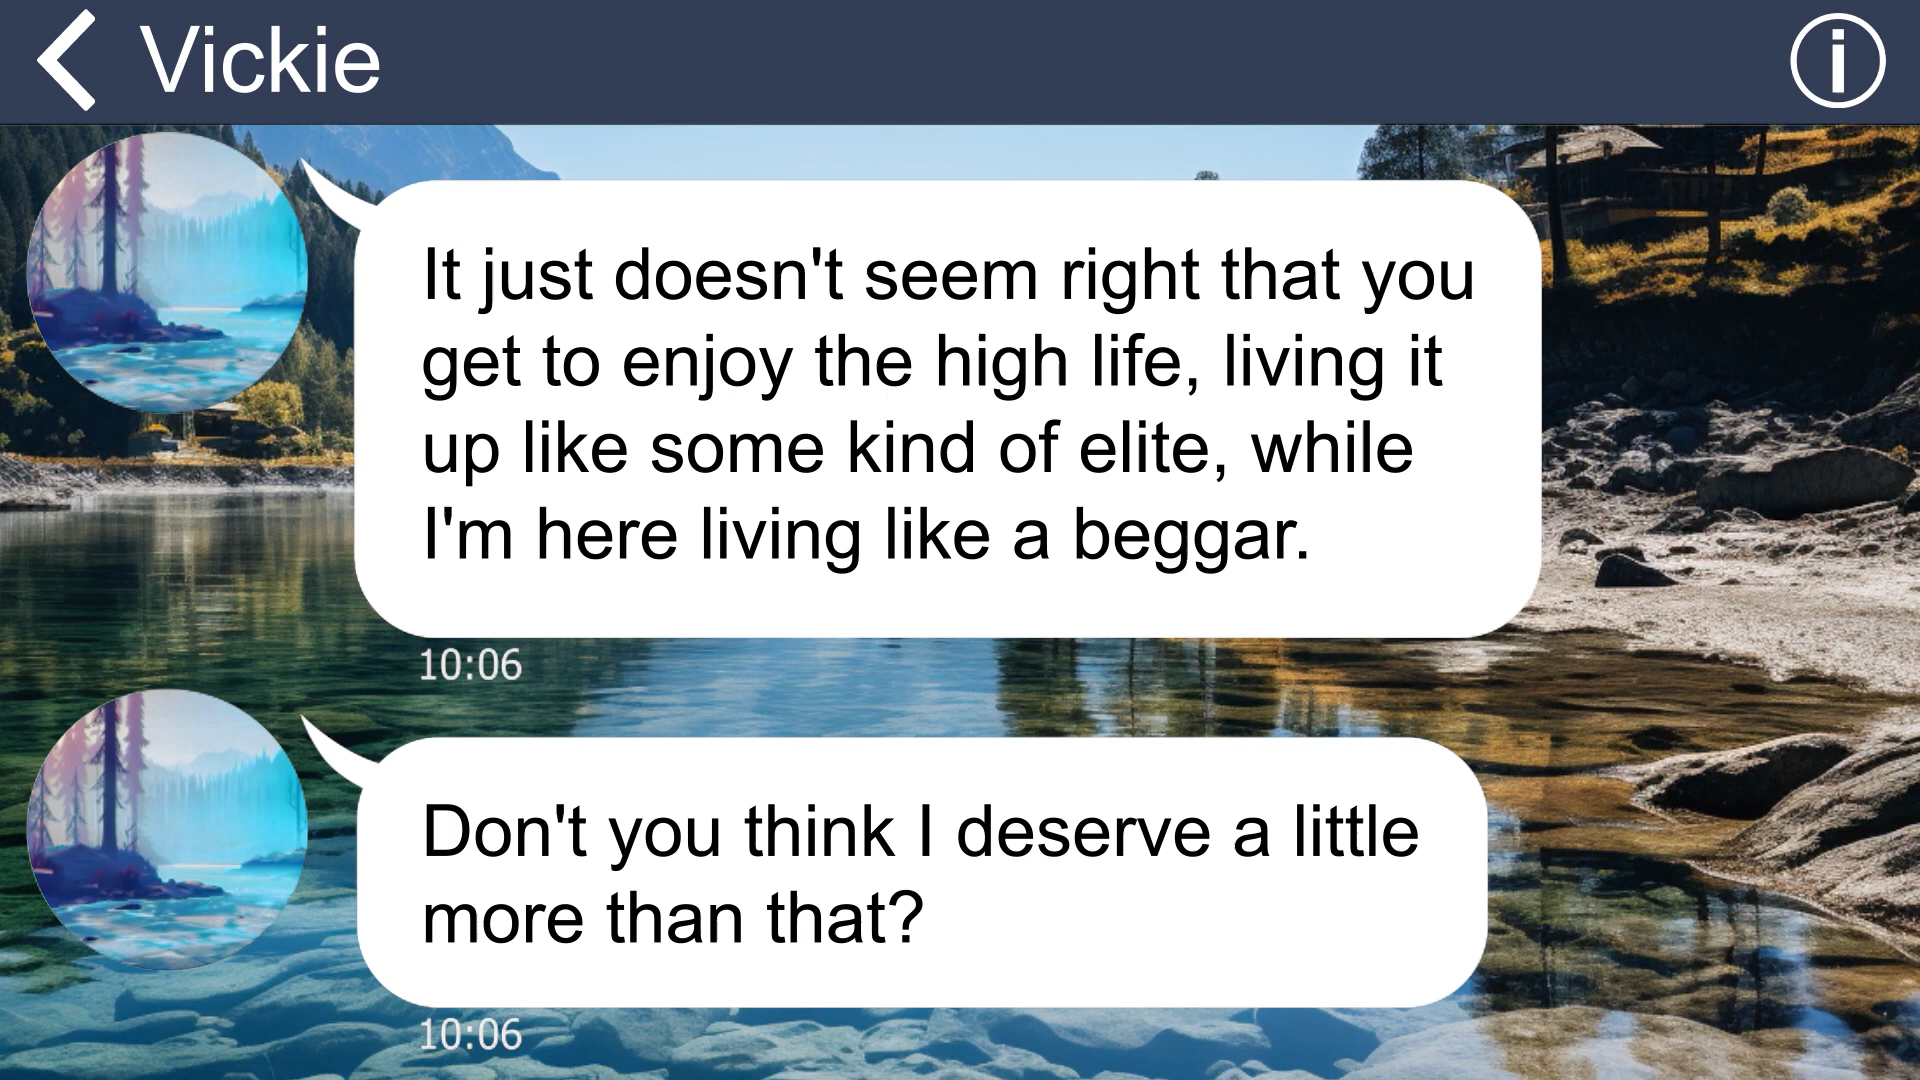 Vickie
It just doesn't seem right that you
get to enjoy the high life, living it
up like some kind of elite, while
I'm here living like a beggar.
10:06
Don't you think I deserve a little
more than that?
10:06